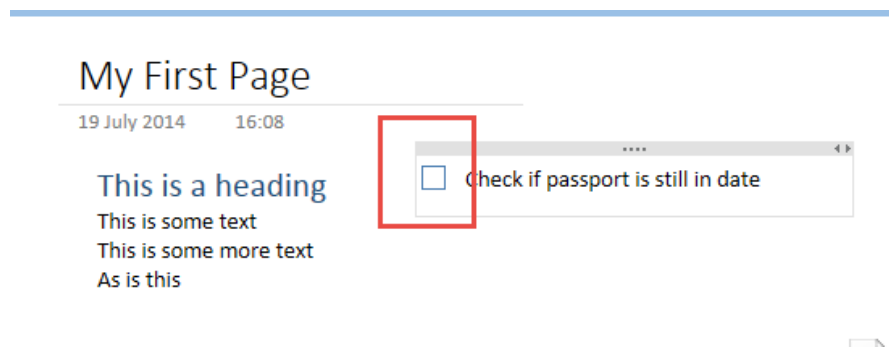 My First Page
19 July 2014 16:08
This is a heading
This is some text
This is some more text
As is this
Check if passport is still in date